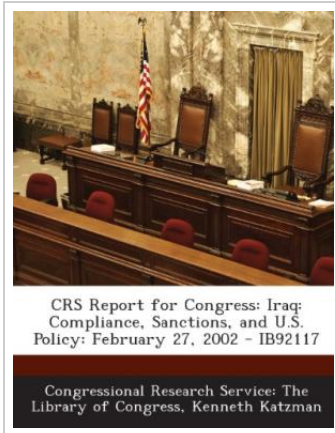 CRS Report for Congress: Iraq:
Compliance, Sanctions, and U.S.
Policy: February 27, 2002 - IB92117
Congressional Research Service: The
Library of Congress, Kenneth Katzman